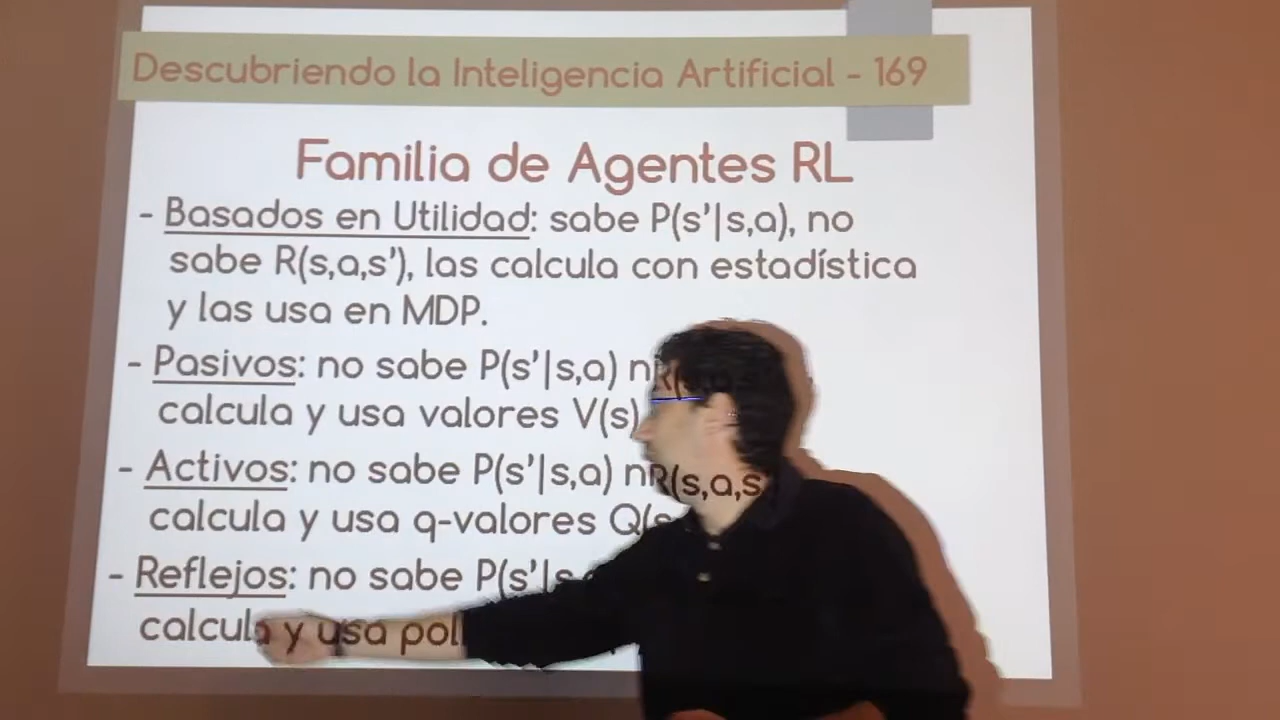 Descubriendo la Inteligencia Artificial - 169
Familia de Agentes RL
- Basados en Utilidad: sabe P(s'|s,a), no
sabe R(s,a,s'), las calcula con estadística
y las usa en MDP.
- Pasivos: no sabe P(s'|s,a)
calcula y usa valores V(s)
- Activos: no sabe P(s'|s,a) R(s,a,s
calcula y usa q-valores
- Reflejos: no sabe
calcula y usa